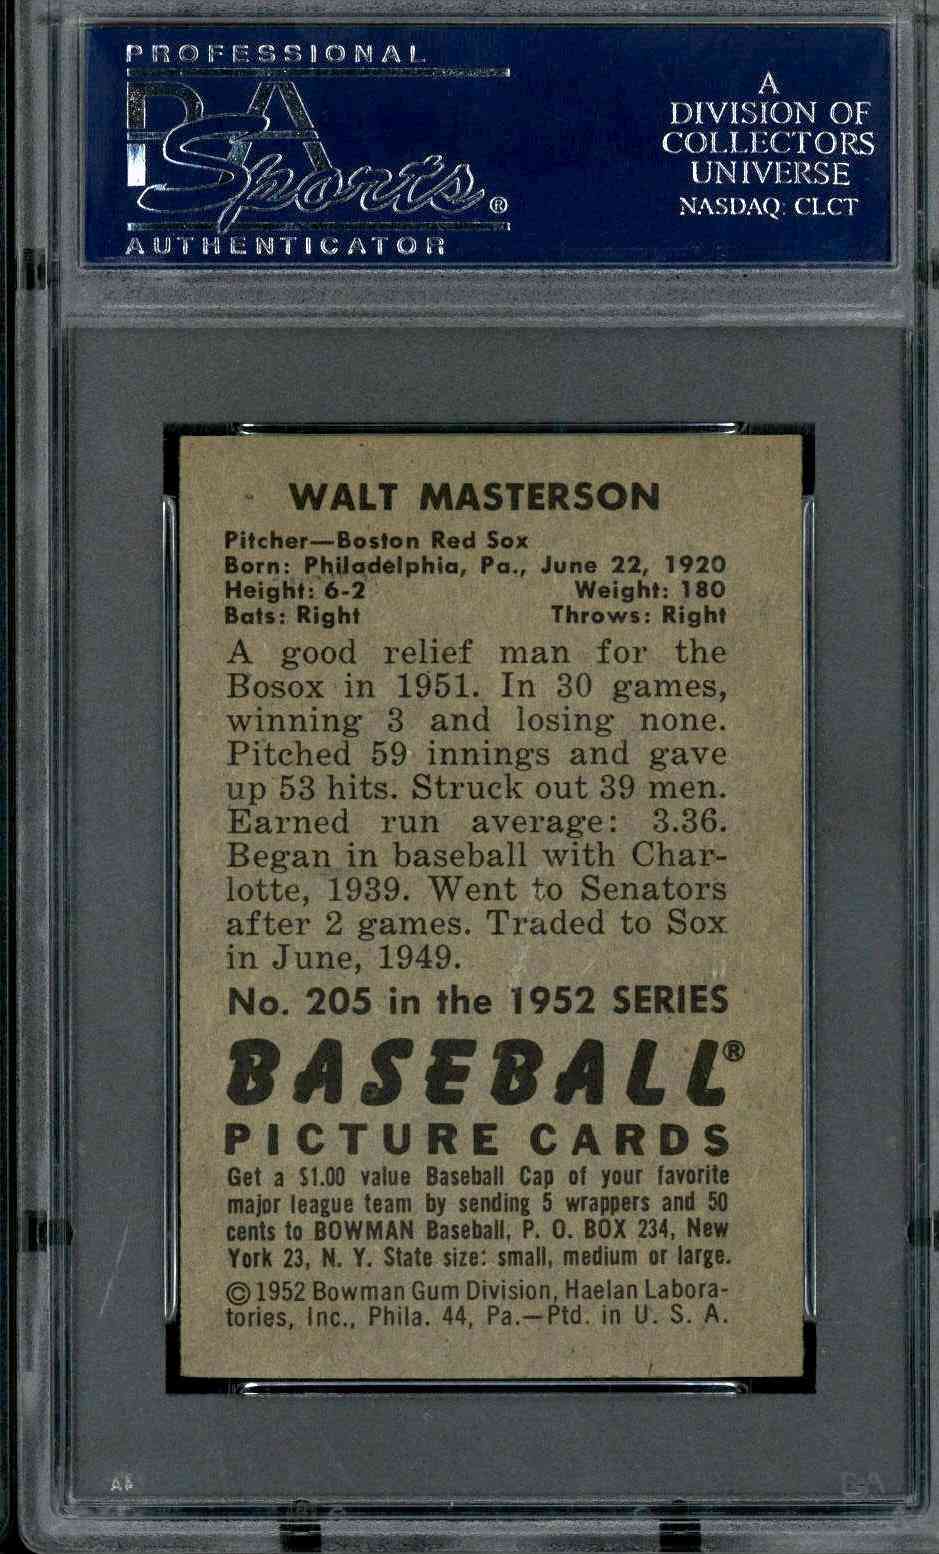 PROFESSIONAL
PSA
Sports®
AUTHENTICATOR
A
DIVISION OF
COLLECTORS
UNIVERSE
NASDAQ: CLCT
WALT MASTERSON
Pitcher—Boston Red Sox
Born: Philadelphia, Pa., June 22, 1920
Height: 6-2 Weight: 180
Bats: Right Throws: Right
A good relief man for the
Bosox in 1951. In 30 games,
winning 3 and losing none.
Pitched 59 innings and gave
up 53 hits. Struck out 39 men.
Earned run average: 3.36.
Began in baseball with Char-
lotte, 1939. Went to Senators
after 2 games. Traded to Sox
in June, 1949.
No. 205 in the 1952 SERIES
BASEBALL®
PICTURE CARDS
Get a $1.00 value Baseball Cap of your favorite
major league team by sending 5 wrappers and 50
cents to BOWMAN Baseball, P. O. BOX 234, New
York 23, N. Y. State size: small, medium or large.
©1952 Bowman Gum Division, Haelan Labora-
tories, Inc., Phila. 44, Pa.—Ptd. in U. S. A.